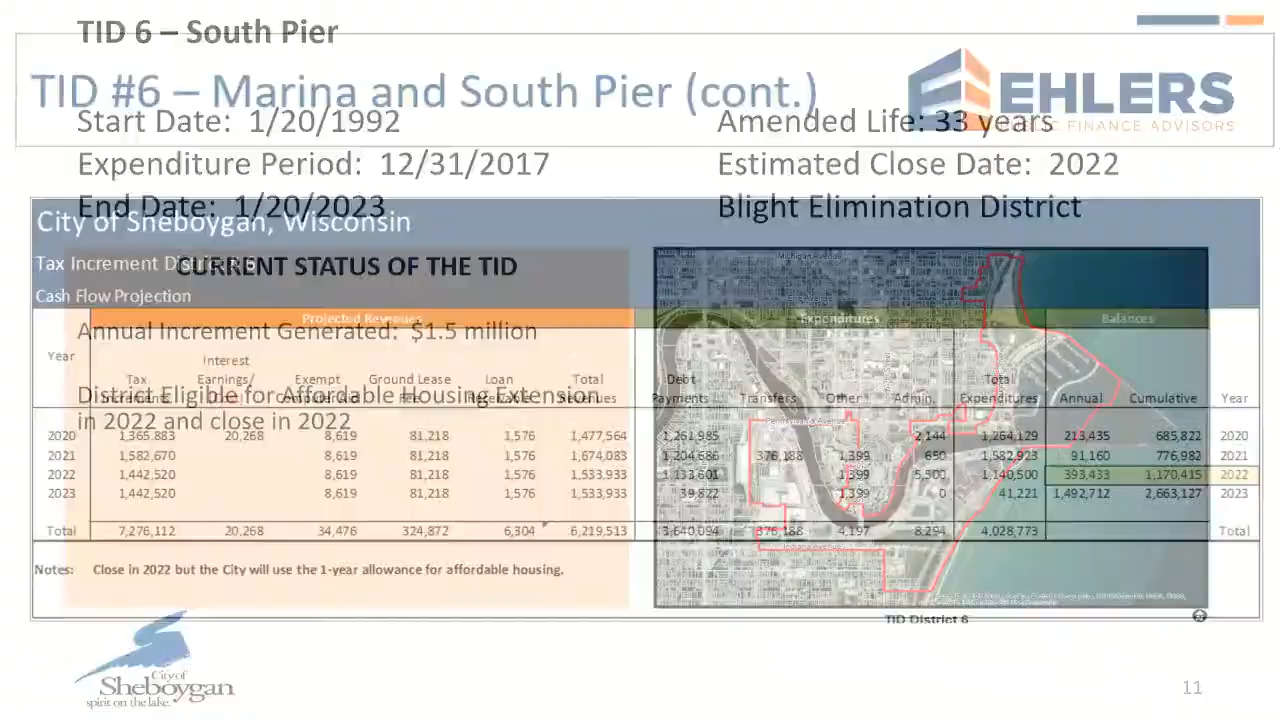 TID 6 – South Pier
TID #6 – Marina and South Pier (cont.)
EHLERS
PUBLIC FINANCE ADVISORS
Start Date: 1/20/1992
Amended Life: 33 years
Expenditure Period: 12/31/2017
Estimated Close Date: 2022
End Date: 1/20/2023
Blight Elimination District
City of Sheboygan, Wisconsin
Tax Increment District # 6
CURRENT STATUS OF THE TID
Cash Flow Projection
Michigan Avenue
Erie Avenue
Projected Revenues Expenditures Balances
Annual Increment Generated: $1.5 million
Year Interest
Tax Earnings/ Exempt Ground Lease Loan Total Debt Total
Increments Revenues Payments Transfers Other Admin. Expenditures Annual Cumulative Year
District Eligible for Affordable Housing Extension
in 2022 and close in 2022
Pennsylvania Avenue
2020 1,365,883 20,268 8,619 81,218 1,576 1,477,564 1,261,985 2,144 1,264,129 213,435 685,822 2020
2021 1,582,670 8,619 81,218 1,576 1,674,083 1,204,686 376,188 1,399 650 1,582,923 91,160 776,982 2021
2022 1,442,520 8,619 81,218 1,576 1,533,933 1,133,601 1,399 5,500 1,140,500 393,433 1,170,415 2022
2023 1,442,520 8,619 81,218 1,576 1,533,933 39,822 1,399 0 41,221 1,492,712 2,663,127 2023
Total 7,276,112 20,268 34,476 324,872 6,304 6,219,513 3,640,094 376,188 4,197 8,294 4,028,773 Total
Indiana Avenue
Notes: Close in 2022 but the City will use the 1-year allowance for affordable housing.
TID District 6
City of
Sheboygan
spirit on the lake.
11